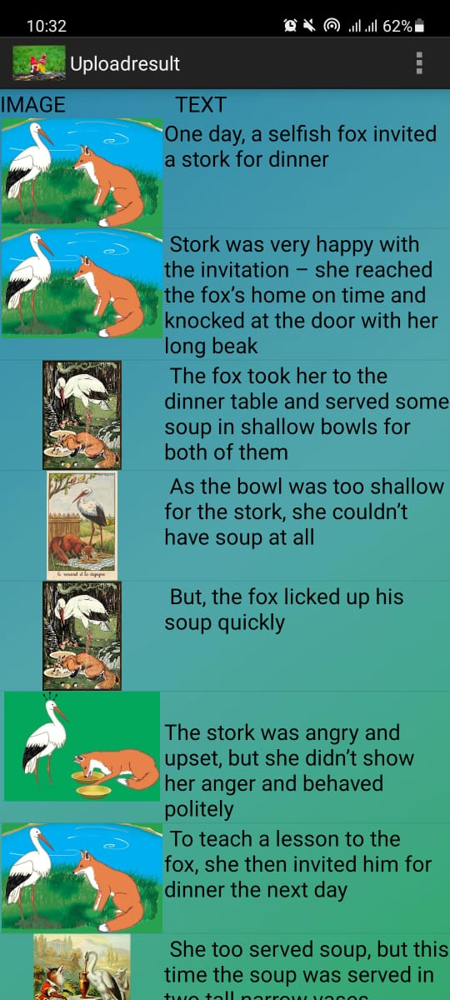 10:32
62%
Uploadresult
IMAGE TEXT
One day, a selfish fox invited
a stork for dinner
Stork was very happy with
the invitation – she reached
the fox’s home on time and
knocked at the door with her
long beak
The fox took her to the
dinner table and served some
soup in shallow bowls for
both of them
As the bowl was too shallow
for the stork, she couldn’t
have soup at all
le renard et la cigogne
But, the fox licked up his
soup quickly
The stork was angry and
upset, but she didn’t show
her anger and behaved
politely
To teach a lesson to the
fox, she then invited him for
dinner the next day
She too served soup, but this
time the soup was served in
two tall narrow vases